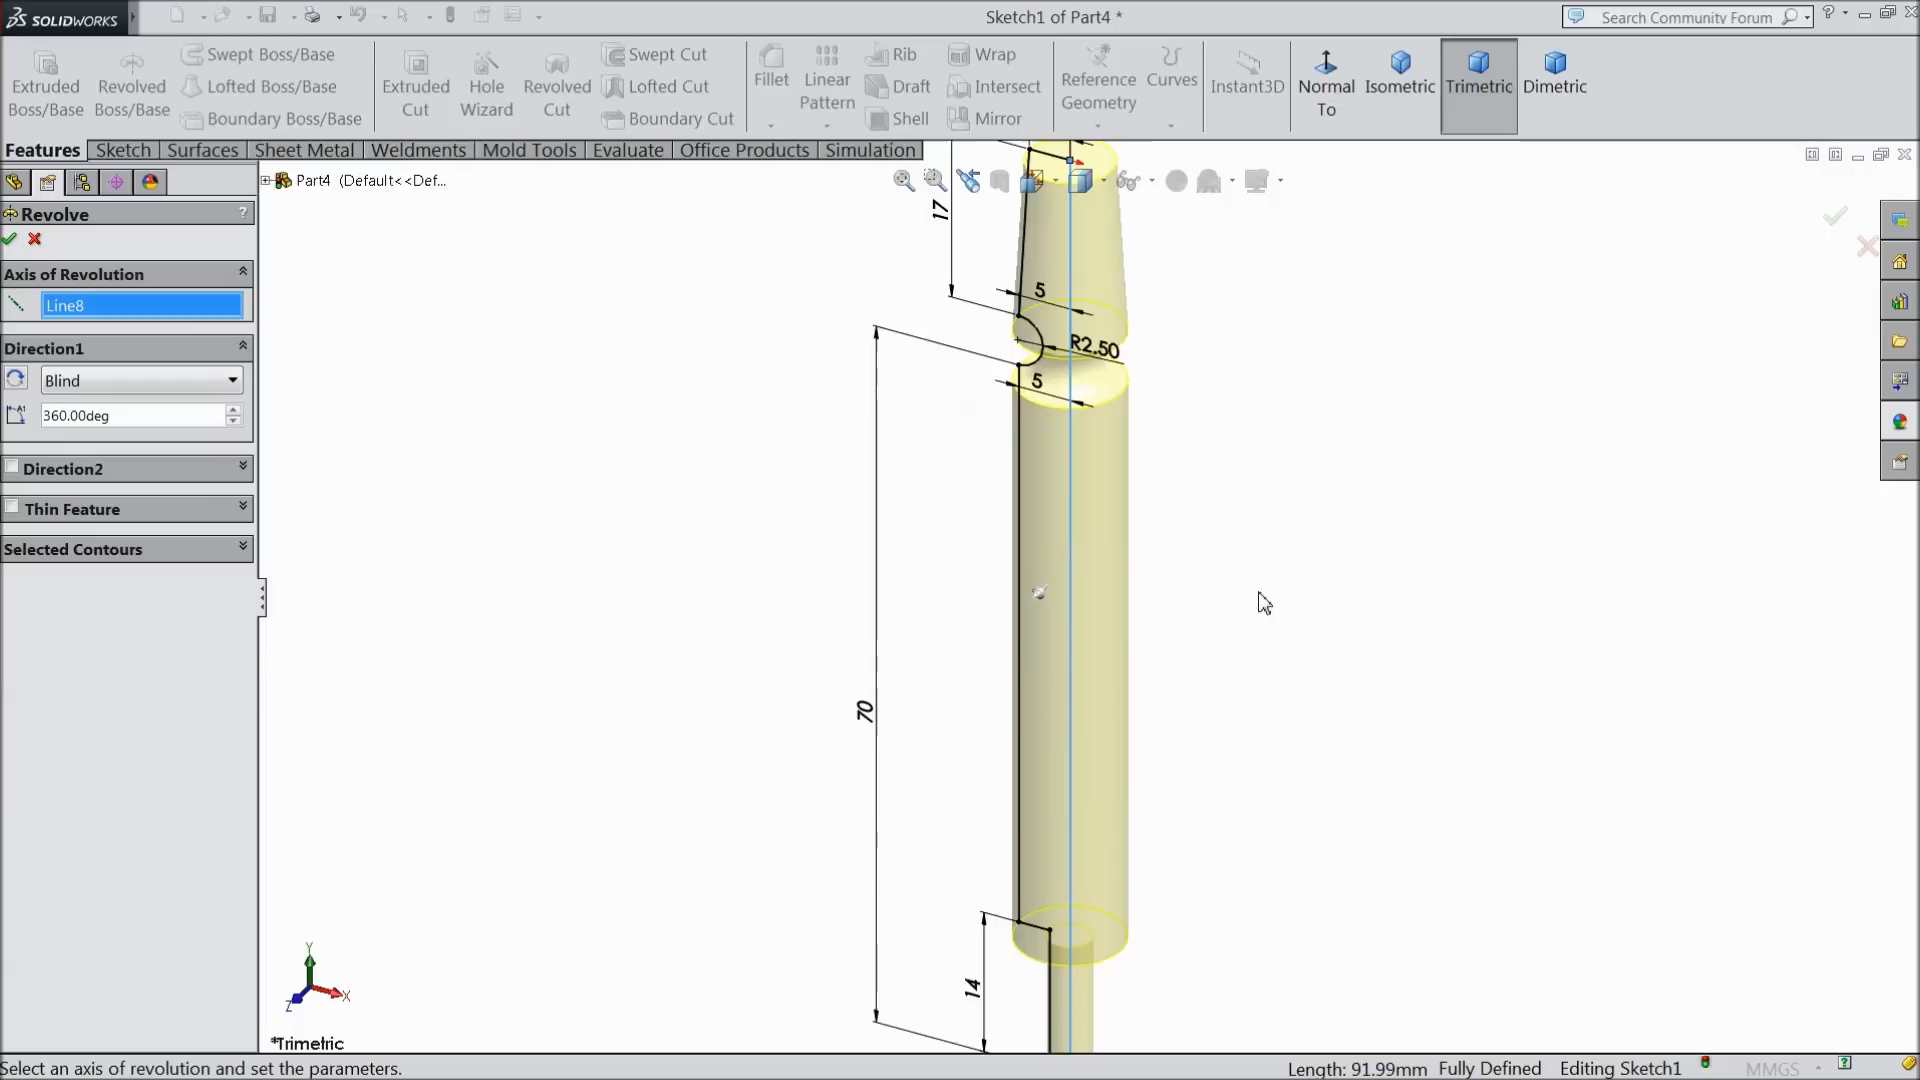 SOLIDWORKS
Sketch1 of Part4 *
Search Community Forum
?
Extruded Boss/Base
Revolved Boss/Base
Swept Boss/Base
Lofted Boss/Base
Boundary Boss/Base
Extruded Cut
Hole Wizard
Revolved Cut
Swept Cut
Lofted Cut
Boundary Cut
Fillet
Linear Pattern
Rib
Draft
Shell
Wrap
Intersect
Mirror
Reference Geometry
Curves
Instant3D
Normal To
Isometric
Trimetric
Dimetric
Features
Sketch
Surfaces
Sheet Metal
Weldments
Mold Tools
Evaluate
Office Products
Simulation
Part4 (Default<<Def...
Revolve
?
Axis of Revolution
Line8
Direction1
Blind
360.00deg
Direction2
Thin Feature
Selected Contours
17
5
R2.50
5
70
14
Y
X
Z
*Trimetric
Select an axis of revolution and set the parameters.
Length: 91.99mm
Fully Defined
Editing Sketch1
MMGS
?